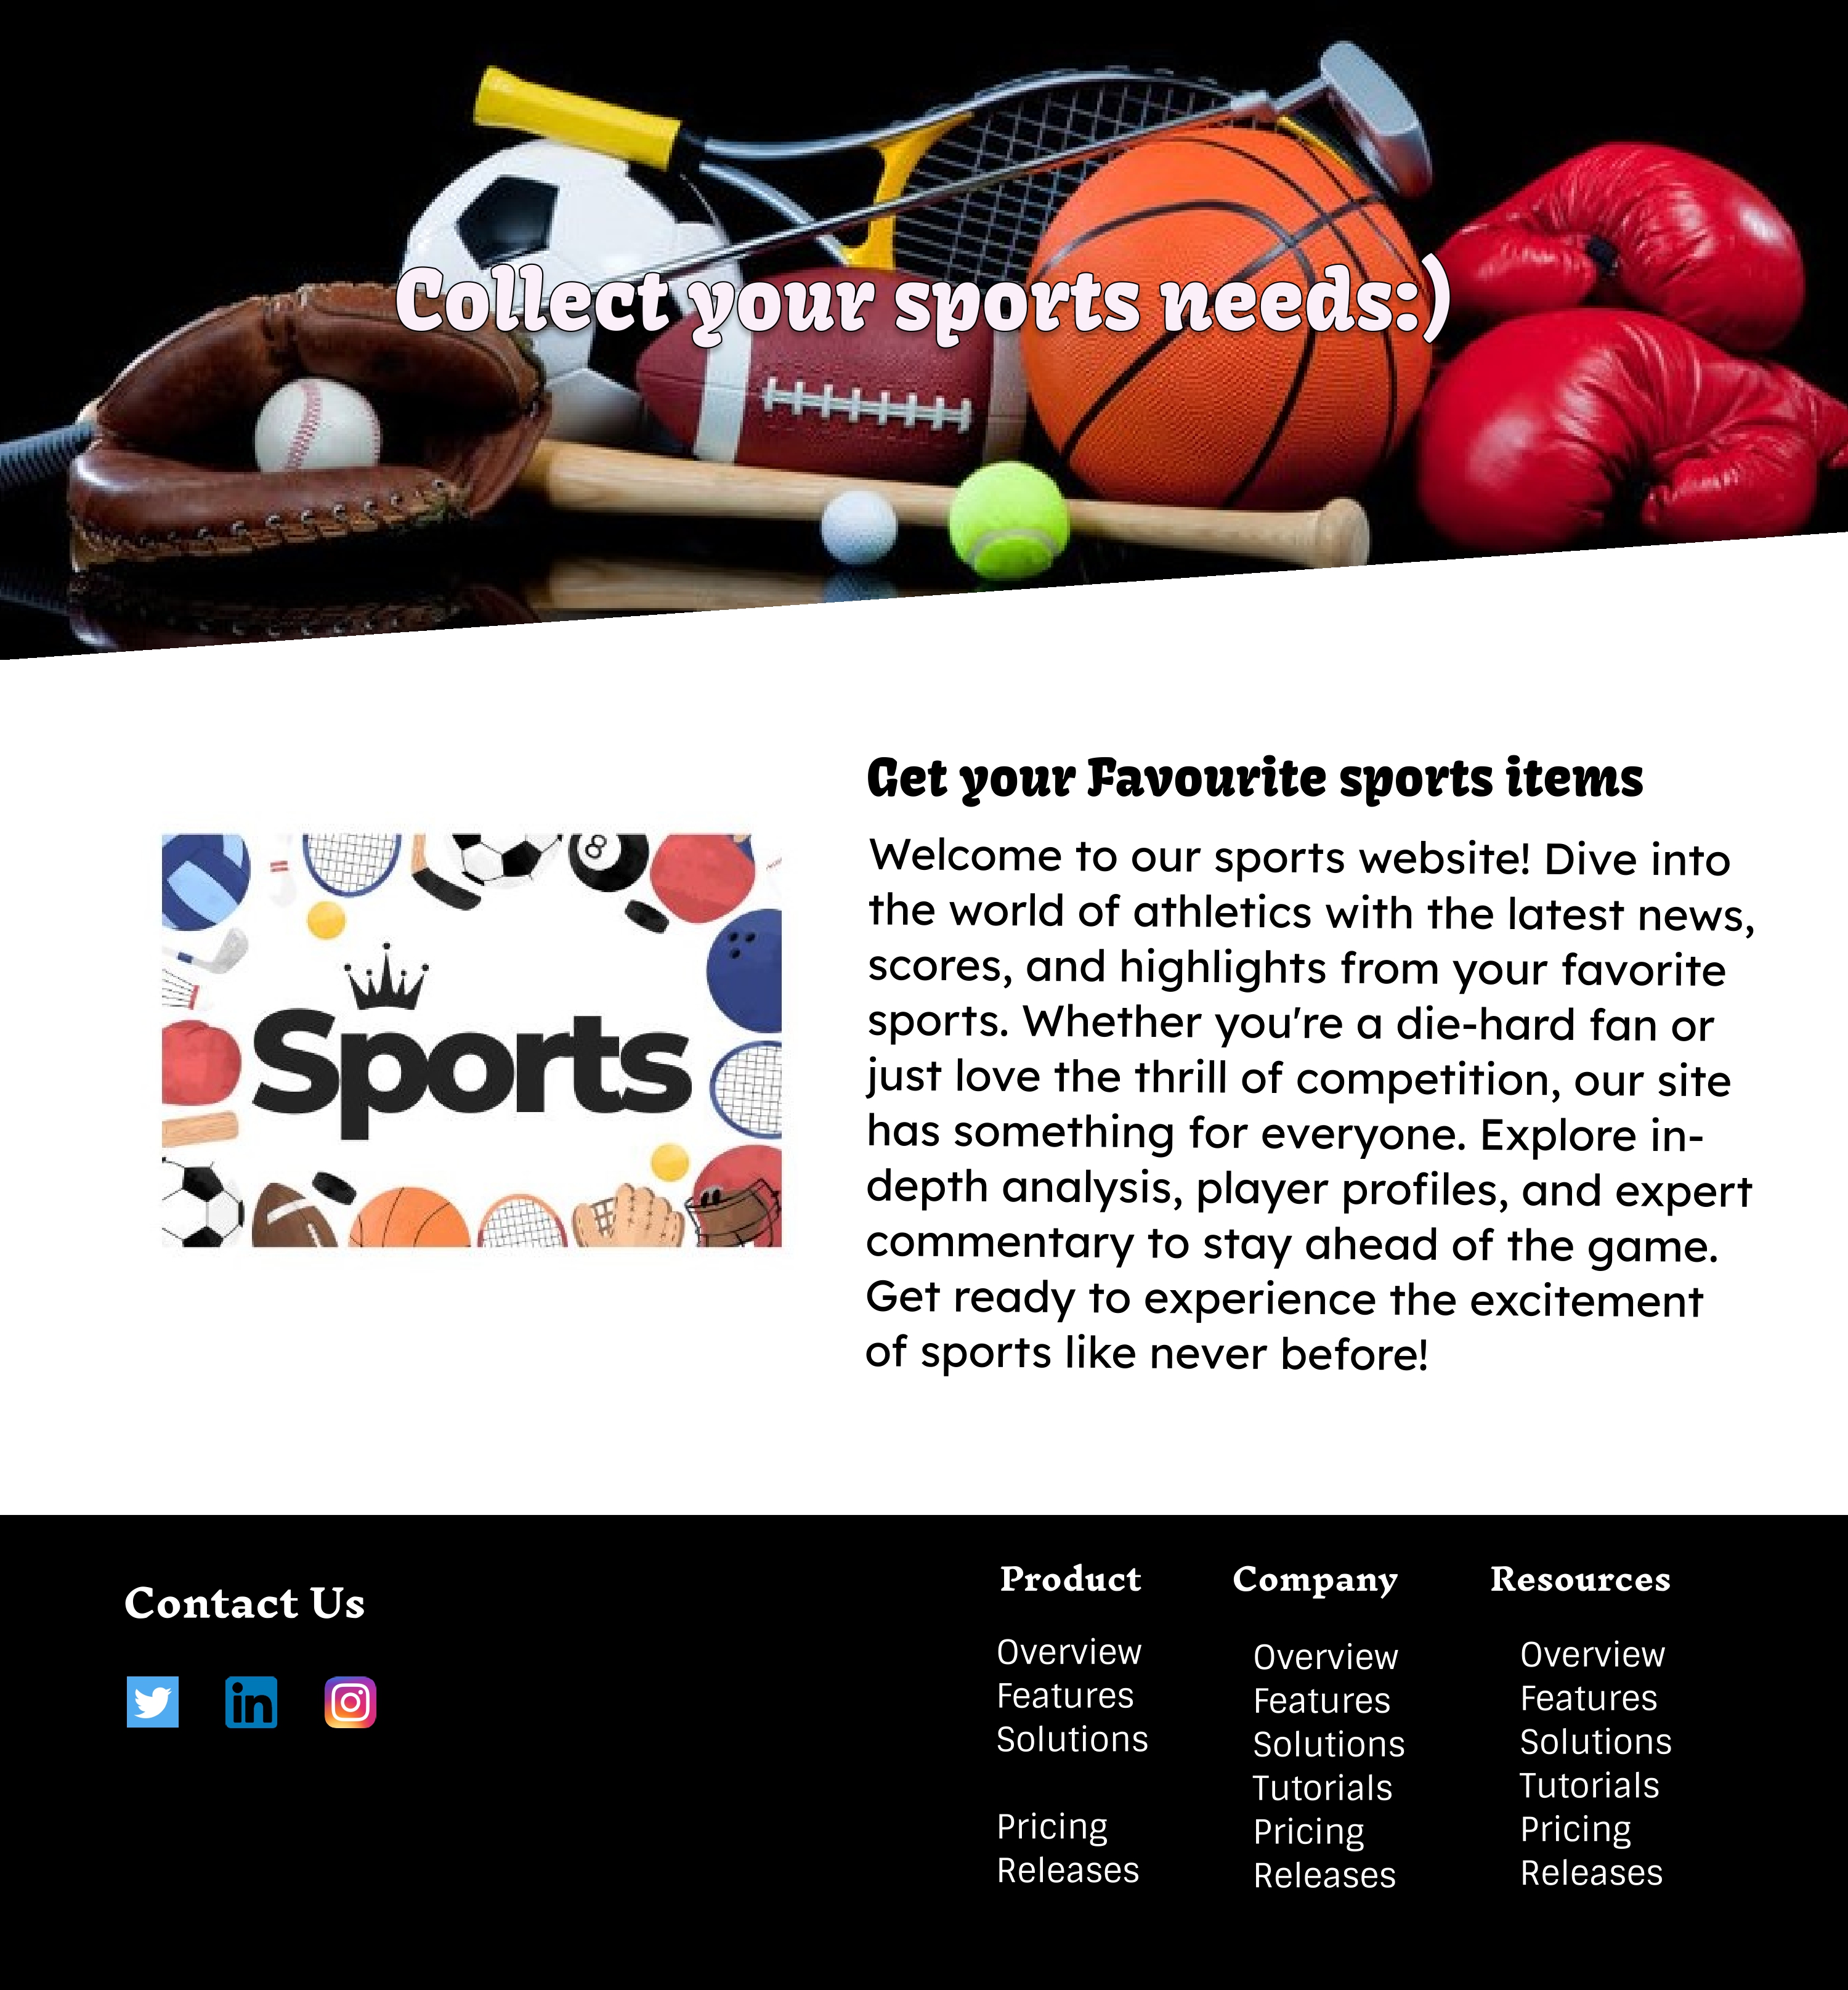 Collect your sports needs:)
Get your Favourite sports items
Welcome to our sports website! Dive into
the world of athletics with the latest news,
scores, and highlights from your favorite
sports. Whether you're a die-hard fan or
just love the thrill of competition, our site
has something for everyone. Explore in-
depth analysis, player profiles, and expert
commentary to stay ahead of the game.
Get ready to experience the excitement
of sports like never before!
8
Sports
Contact Us
in
Product
Overview
Features
Solutions
Pricing
Releases
Company
Overview
Features
Solutions
Tutorials
Pricing
Releases
Resources
Overview
Features
Solutions
Tutorials
Pricing
Releases